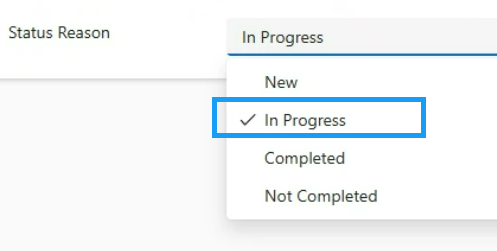 Status Reason
In Progress
New
In Progress
Completed
Not Completed